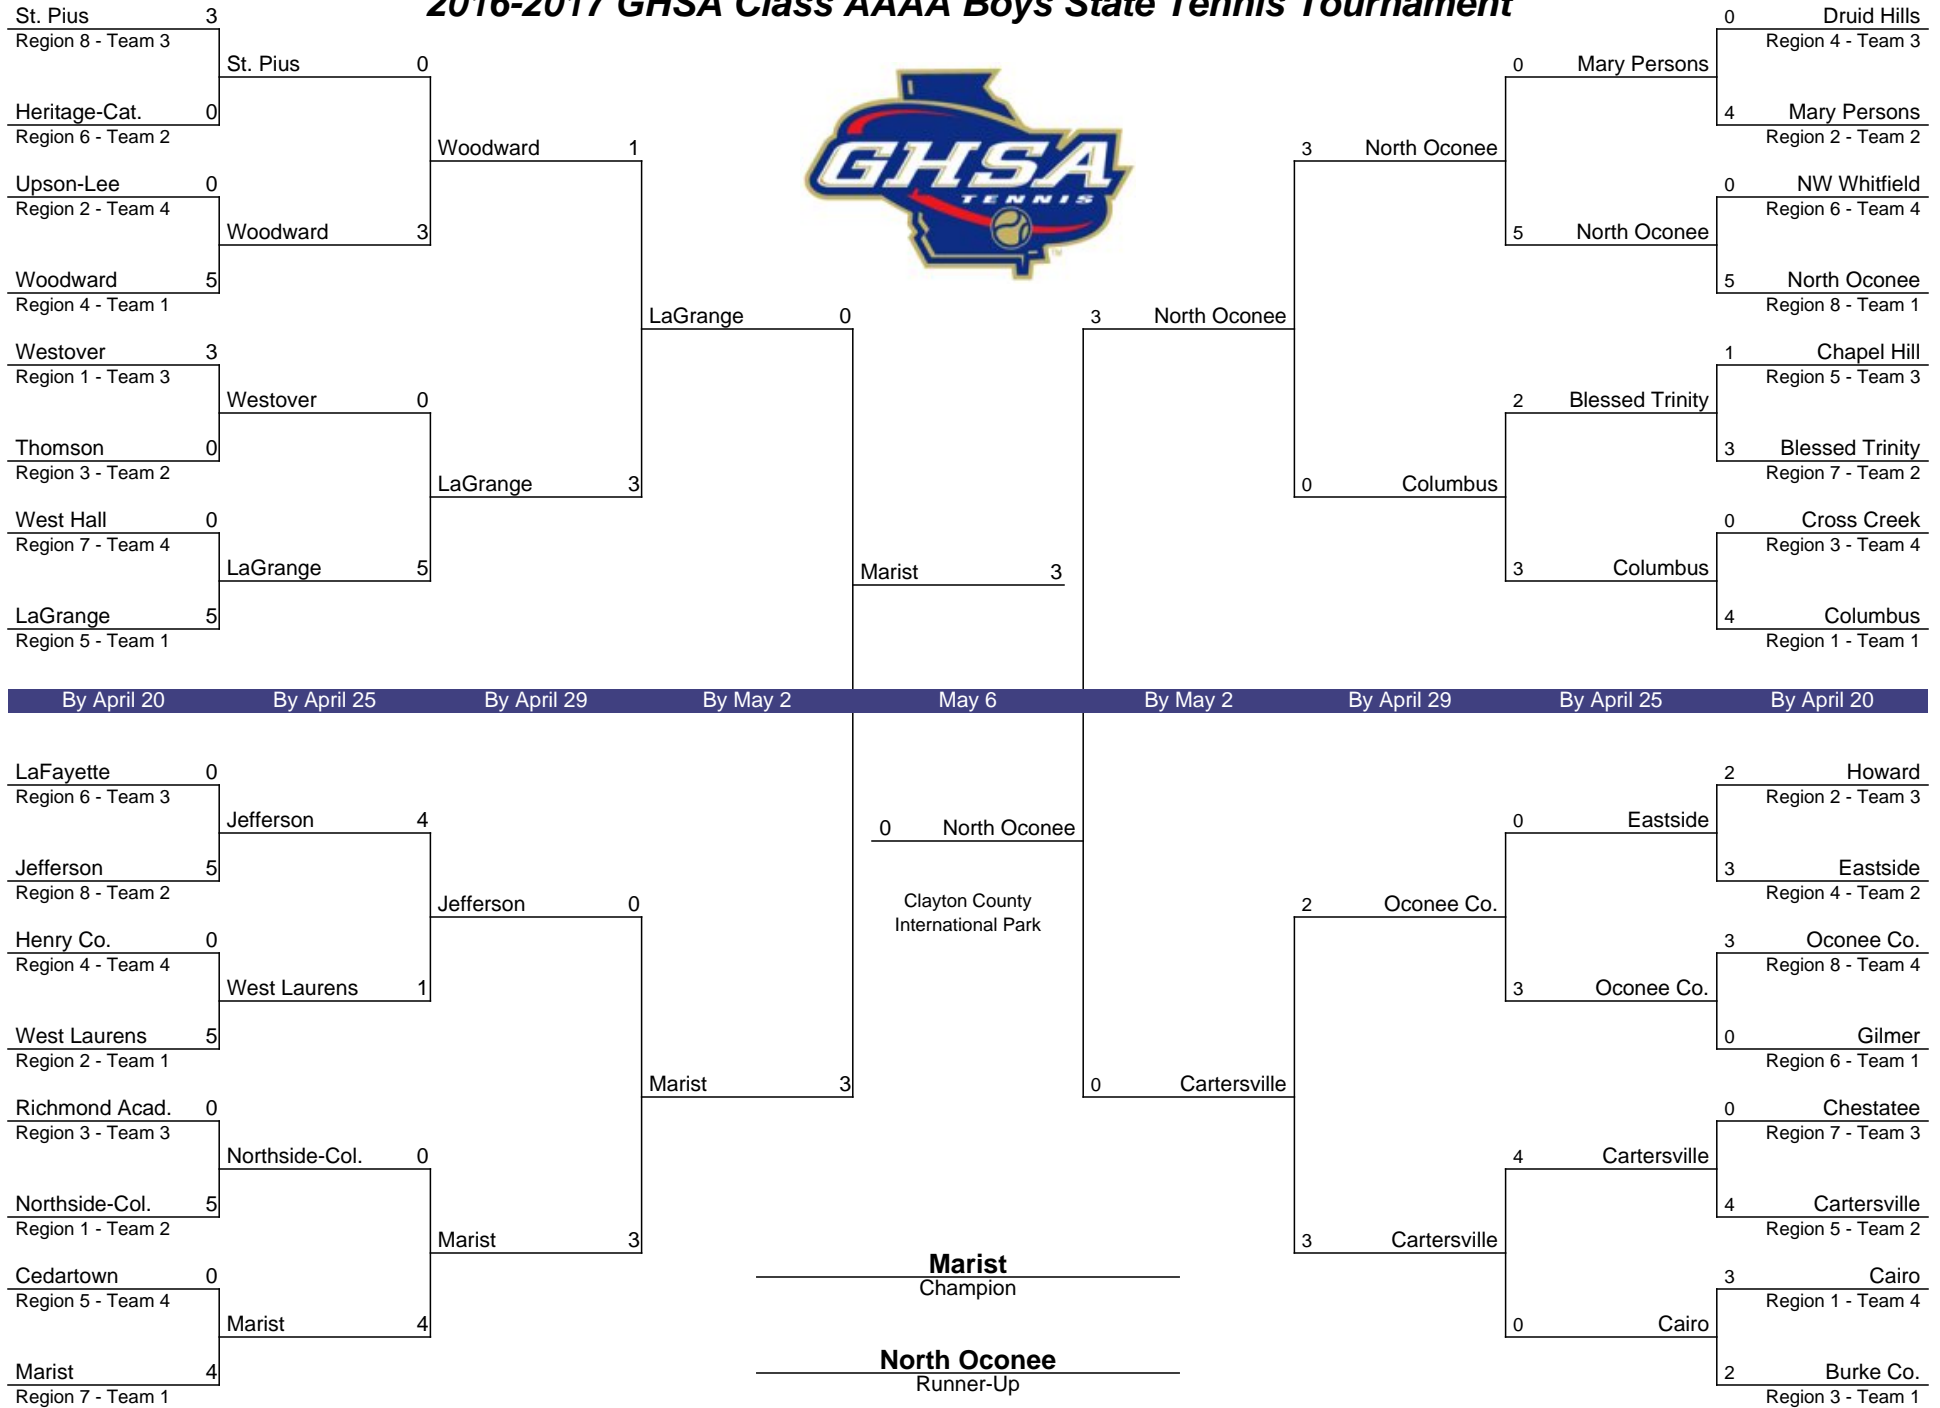 2016-2017 GHSA Class AAAA Boys State Tennis Tournament
St. Pius 3
Region 8 - Team 3
Heritage-Cat. 0
Region 6 - Team 2
Upson-Lee 0
Region 2 - Team 4
Woodward 5
Region 4 - Team 1
Westover 3
Region 1 - Team 3
Thomson 0
Region 3 - Team 2
West Hall 0
Region 7 - Team 4
LaGrange 5
Region 5 - Team 1
St. Pius 0
Woodward 3
Westover 0
LaGrange 5
Woodward 1
LaGrange 3
LaGrange 0
GHSA
TENNIS
TM
Marist 3
3 North Oconee
3 North Oconee
0 Columbus
0 Mary Persons
5 North Oconee
2 Blessed Trinity
3 Columbus
0 Druid Hills
Region 4 - Team 3
4 Mary Persons
Region 2 - Team 2
0 NW Whitfield
Region 6 - Team 4
5 North Oconee
Region 8 - Team 1
1 Chapel Hill
Region 5 - Team 3
3 Blessed Trinity
Region 7 - Team 2
0 Cross Creek
Region 3 - Team 4
4 Columbus
Region 1 - Team 1
By April 20 By April 25 By April 29 By May 2 May 6 By May 2 By April 29 By April 25 By April 20
LaFayette 0
Region 6 - Team 3
Jefferson 5
Region 8 - Team 2
Henry Co. 0
Region 4 - Team 4
West Laurens 5
Region 2 - Team 1
Richmond Acad. 0
Region 3 - Team 3
Northside-Col. 5
Region 1 - Team 2
Cedartown 0
Region 5 - Team 4
Marist 4
Region 7 - Team 1
Jefferson 4
West Laurens 1
Northside-Col. 0
Marist 4
Jefferson 0
Marist 3
Marist 3
0 North Oconee
Clayton County
International Park
Marist
Champion
North Oconee
Runner-Up
0 Cartersville
2 Oconee Co.
3 Cartersville
0 Eastside
3 Oconee Co.
4 Cartersville
0 Cairo
2 Howard
Region 2 - Team 3
3 Eastside
Region 4 - Team 2
3 Oconee Co.
Region 8 - Team 4
0 Gilmer
Region 6 - Team 1
0 Chestatee
Region 7 - Team 3
4 Cartersville
Region 5 - Team 2
3 Cairo
Region 1 - Team 4
2 Burke Co.
Region 3 - Team 1